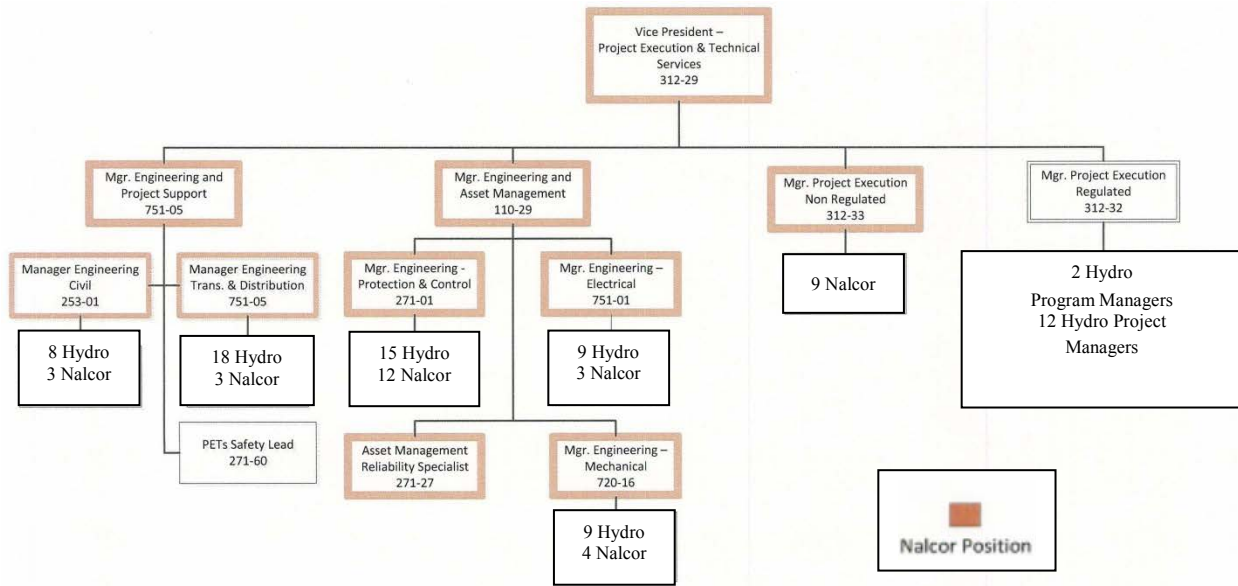 Vice President –
Project Execution & Technical
Services
312-29
Mgr. Engineering and
Project Support
751-05
Mgr. Engineering and
Asset Management
110-29
Mgr. Project Execution
Non Regulated
312-33
Mgr. Project Execution
Regulated
312-32
Manager Engineering
Civil
253-01
Manager Engineering
Trans. & Distribution
751-05
Mgr. Engineering -
Protection & Control
271-01
Mgr. Engineering –
Electrical
751-01
9 Nalcor
2 Hydro
Program Managers
12 Hydro Project
Managers
8 Hydro
3 Nalcor
18 Hydro
3 Nalcor
15 Hydro
12 Nalcor
9 Hydro
3 Nalcor
PETs Safety Lead
271-60
Asset Management
Reliability Specialist
271-27
Mgr. Engineering –
Mechanical
720-16
9 Hydro
4 Nalcor
Nalcor Position